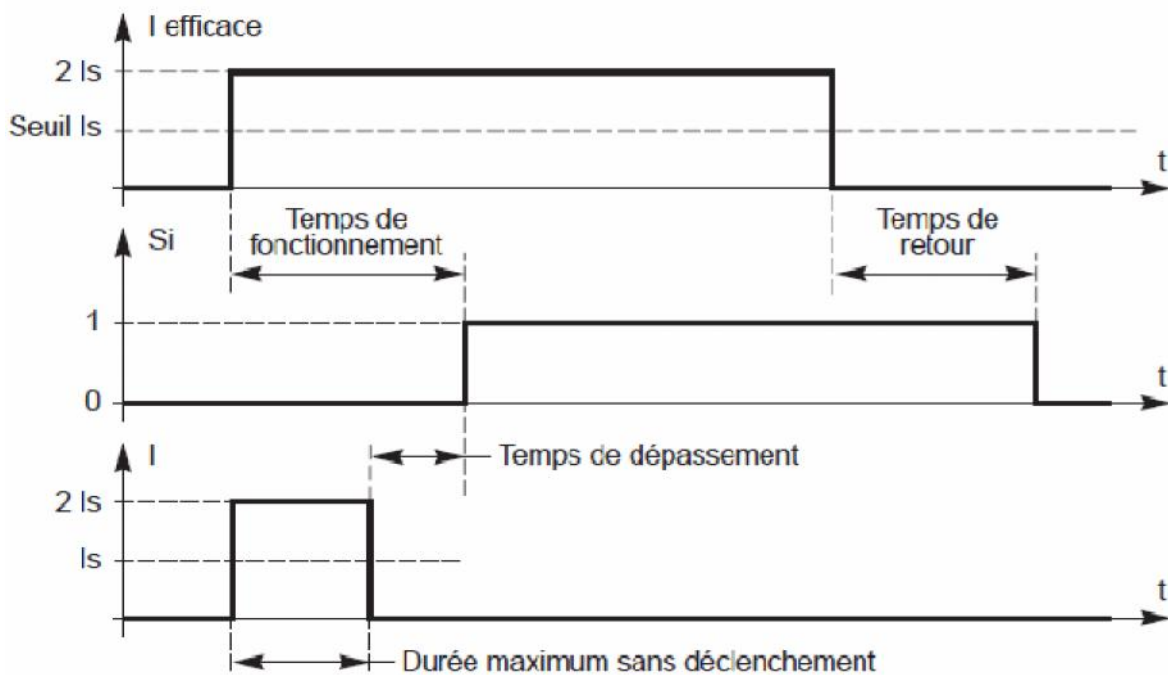 I efficace
2 Is
Seuil Is
t
Temps de
fonctionnement
Temps de
retour
Si
1
0
t
I
Temps de dépassement
2 Is
Is
t
Durée maximum sans déclenchement